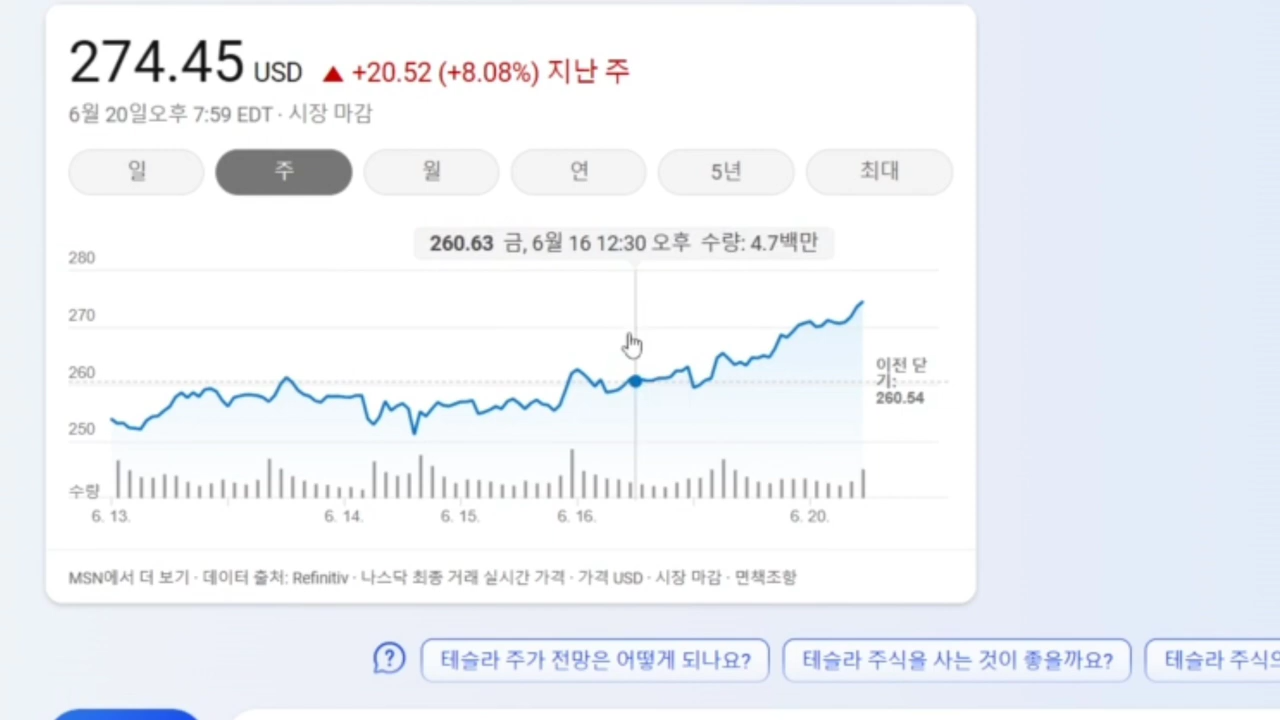 274.45 USD ▲ +20.52 (+8.08%) 지난 주
6월 20일오후 7:59 EDT · 시장 마감
일 주 월 연 5년 최대
260.63 금, 6월 16 12:30 오후 수량: 4.7백만
280
270
260
250
이전 닫
기:
260.54
수량
6. 13. 6. 14. 6. 15. 6. 16. 6. 20.
MSN에서 더 보기 · 데이터 출처: Refinitiv · 나스닥 최종 거래 실시간 가격 · 가격 USD · 시장 마감 · 면책조항
테슬라 주가 전망은 어떻게 되나요? 테슬라 주식을 사는 것이 좋을까요? 테슬라